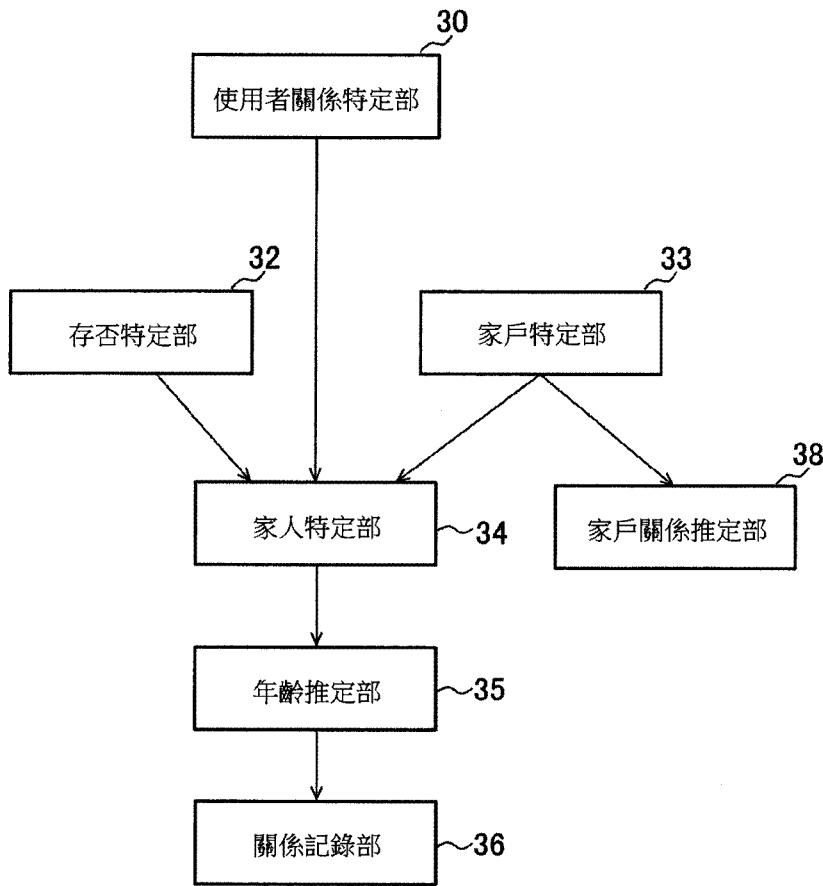 30
使用者關係特定部
32
存否特定部
33
家戶特定部
家人特定部
34
38
家戶關係推定部
年齡推定部
35
關係記錄部
36